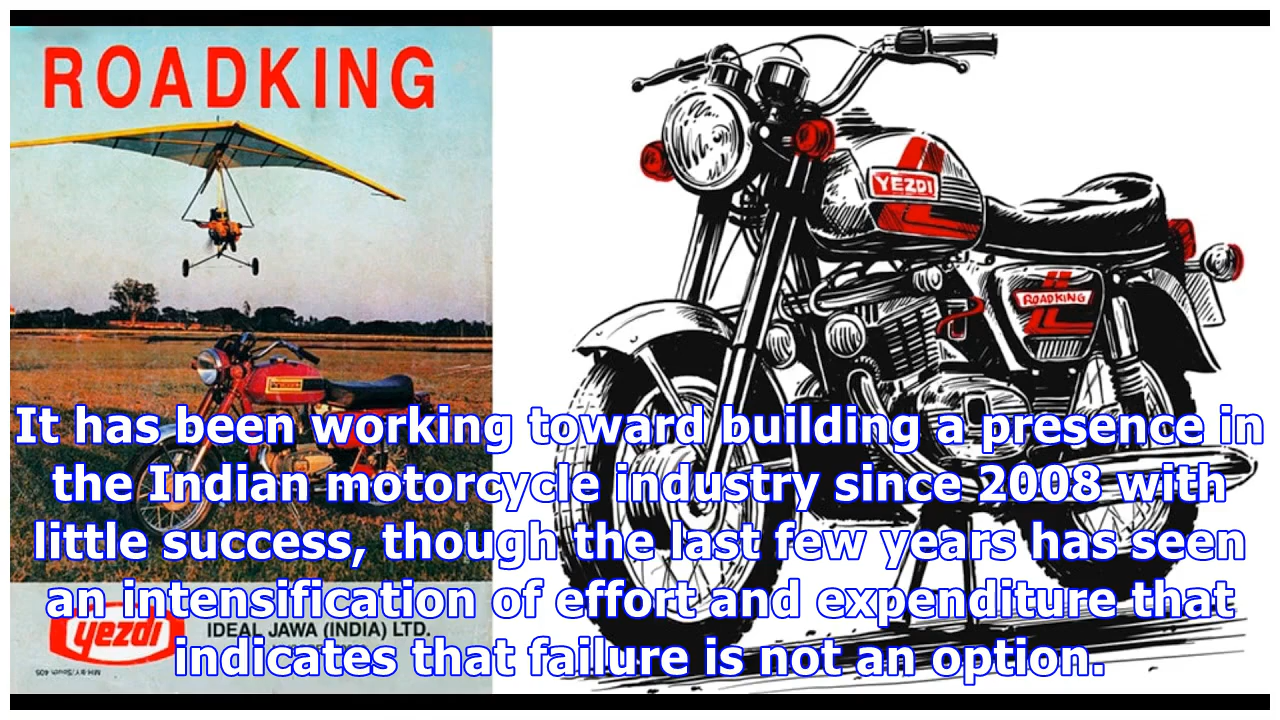 ROADKING
YEZDI
ROADKING
It has been working toward building a presence in
the Indian motorcycle industry since 2008 with
little success, though the last few years has seen
an intensification of effort and expenditure that
indicates that failure is not an option.
yezdi
IDEAL JAWA (INDIA) LTD.